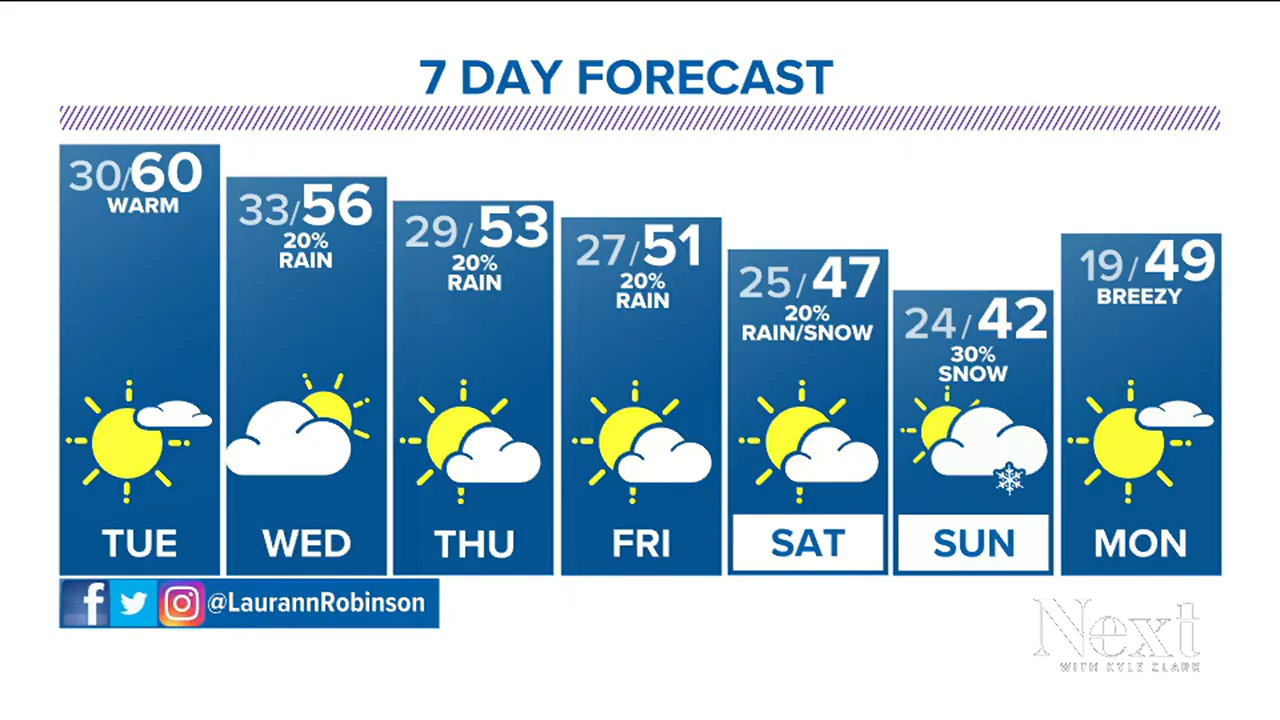 7 DAY FORECAST
30/60
WARM
TUE
33/56
20%
RAIN
WED
29/53
20%
RAIN
THU
27/51
20%
RAIN
FRI
25/47
20%
RAIN/SNOW
SAT
24/42
30%
SNOW
SUN
19/49
BREEZY
MON
@LaurannRobinson
Next
WITH KYLE CLARK